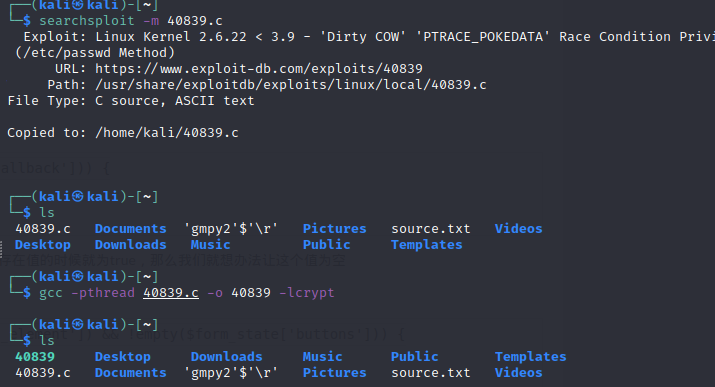 ┌──(kali㉿kali)-[~]
└─$ searchsploit -m 40839.c
Exploit: Linux Kernel 2.6.22 < 3.9 - 'Dirty COW' 'PTRACE_POKEDATA' Race Condition Privi
(/etc/passwd Method)
URL: https://www.exploit-db.com/exploits/40839
Path: /usr/share/exploitdb/exploits/linux/local/40839.c
File Type: C source, ASCII text
Copied to: /home/kali/40839.c
┌──(kali㉿kali)-[~]
└─$ ls
40839.c Documents 'gmpy2'$'\r' Pictures source.txt Videos
Desktop Downloads Music Public Templates
┌──(kali㉿kali)-[~]
└─$ gcc -pthread 40839.c -o 40839 -lcrypt
┌──(kali㉿kali)-[~]
└─$ ls
40839 Desktop Downloads Music Public Templates
40839.c Documents 'gmpy2'$'\r' Pictures source.txt Videos